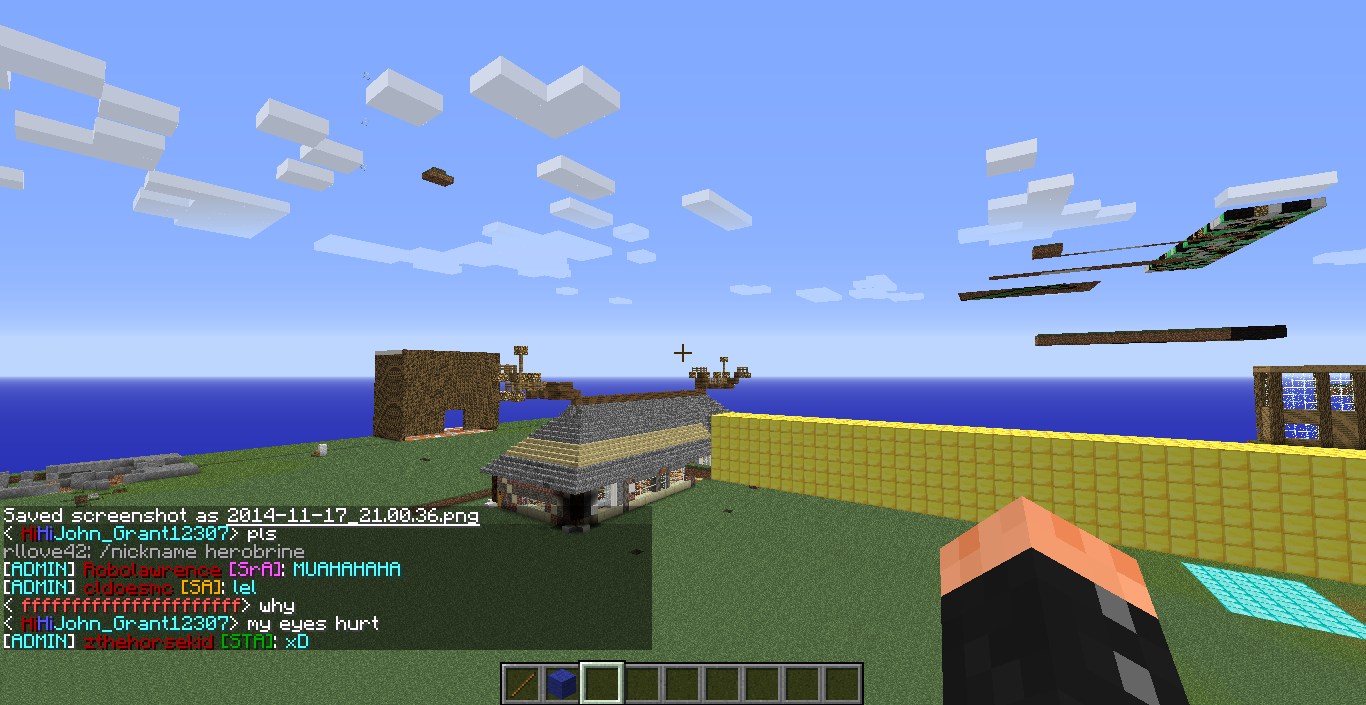 Saved screenshot as 2014-11-17_21.00.36.png
< HiHiJohn_Grant12307> pls
rllove42: /nickname herobrine
[ADMIN] Robolawrence [SrA]: MUAHAHAHA
[ADMIN] oldoesmc [SA]: lel
< fffffffffffffffffffffff> why
< HiHiJohn_Grant12307> my eyes hurt
[ADMIN] zthehorsekid [STA]: xD